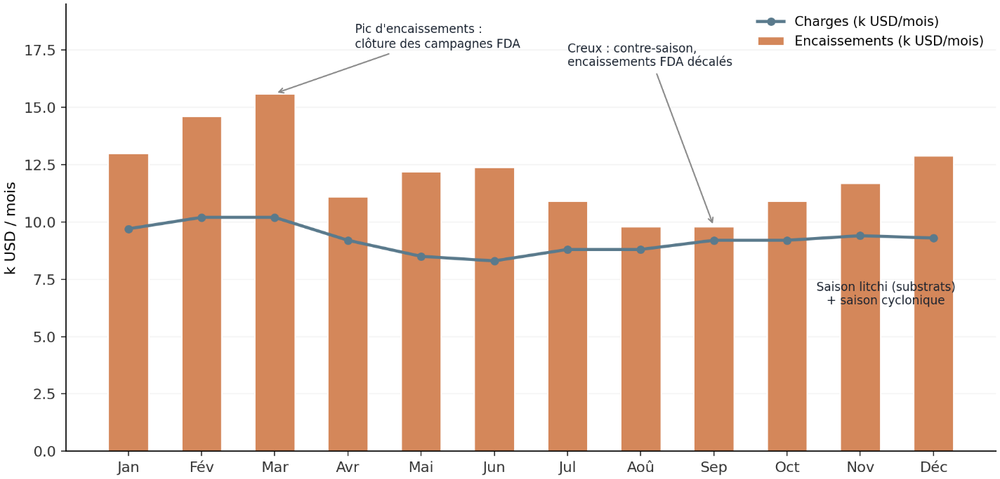 Pic d'encaissements :
clôture des campagnes FDA
Creux : contre-saison,
encaissements FDA décalés
Charges (k USD/mois)
Encaissements (k USD/mois)
k USD / mois
17.5
15.0
12.5
10.0
7.5
5.0
2.5
0.0
Saison litchi (substrats)
+ saison cyclonique
Jan
Fév
Mar
Avr
Mai
Jun
Jul
Aoû
Sep
Oct
Nov
Déc